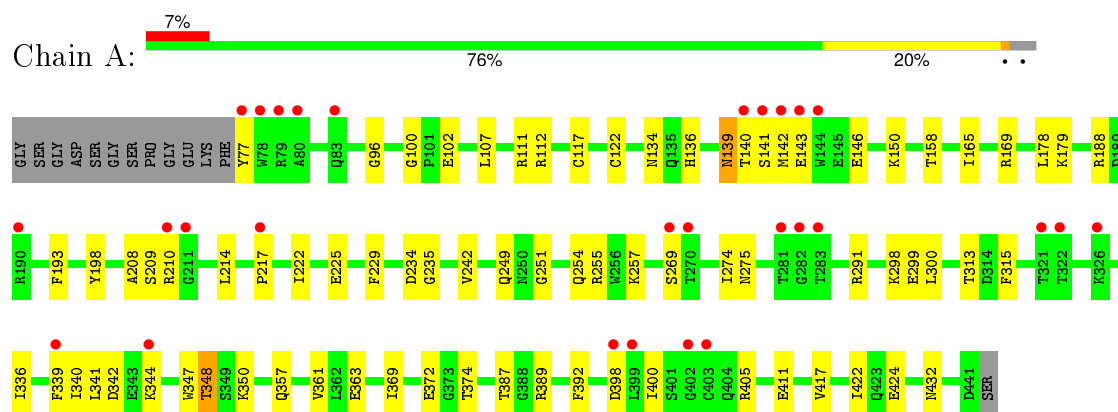 7%
Chain A:
76% 20% • •
GLY SER GLY ASP SER GLY SER PRO GLY GLU LYS PHE Y77 W78 R79 A80 Q83 G96 G100 P101 E102 L107 R111 R112 C117 C122 N134 Q135 H136 N139 T140 S141 M142 E143 W144 E145 E146 K150 T158 I165 R169 L178 K179 R188
R190 F193 Y198 A208 S209 R210 G211 L214 P217 I222 E225 F229 D234 G235 V242 Q249 N250 G251 Q254 R255 W256 K257 S269 T270 I274 N275 T281 G282 T283 R291 K298 E299 L300 T313 D314 F315 T321 T322 K326
I336 F339 I340 L341 D342 E343 K344 W347 T348 S349 K350 Q357 V361 L362 E363 I369 E372 G373 T374 T387 G388 R389 F392 D398 L399 I400 S401 G402 C403 Q404 R405 E411 V417 I422 Q423 E424 N432 D441 SER